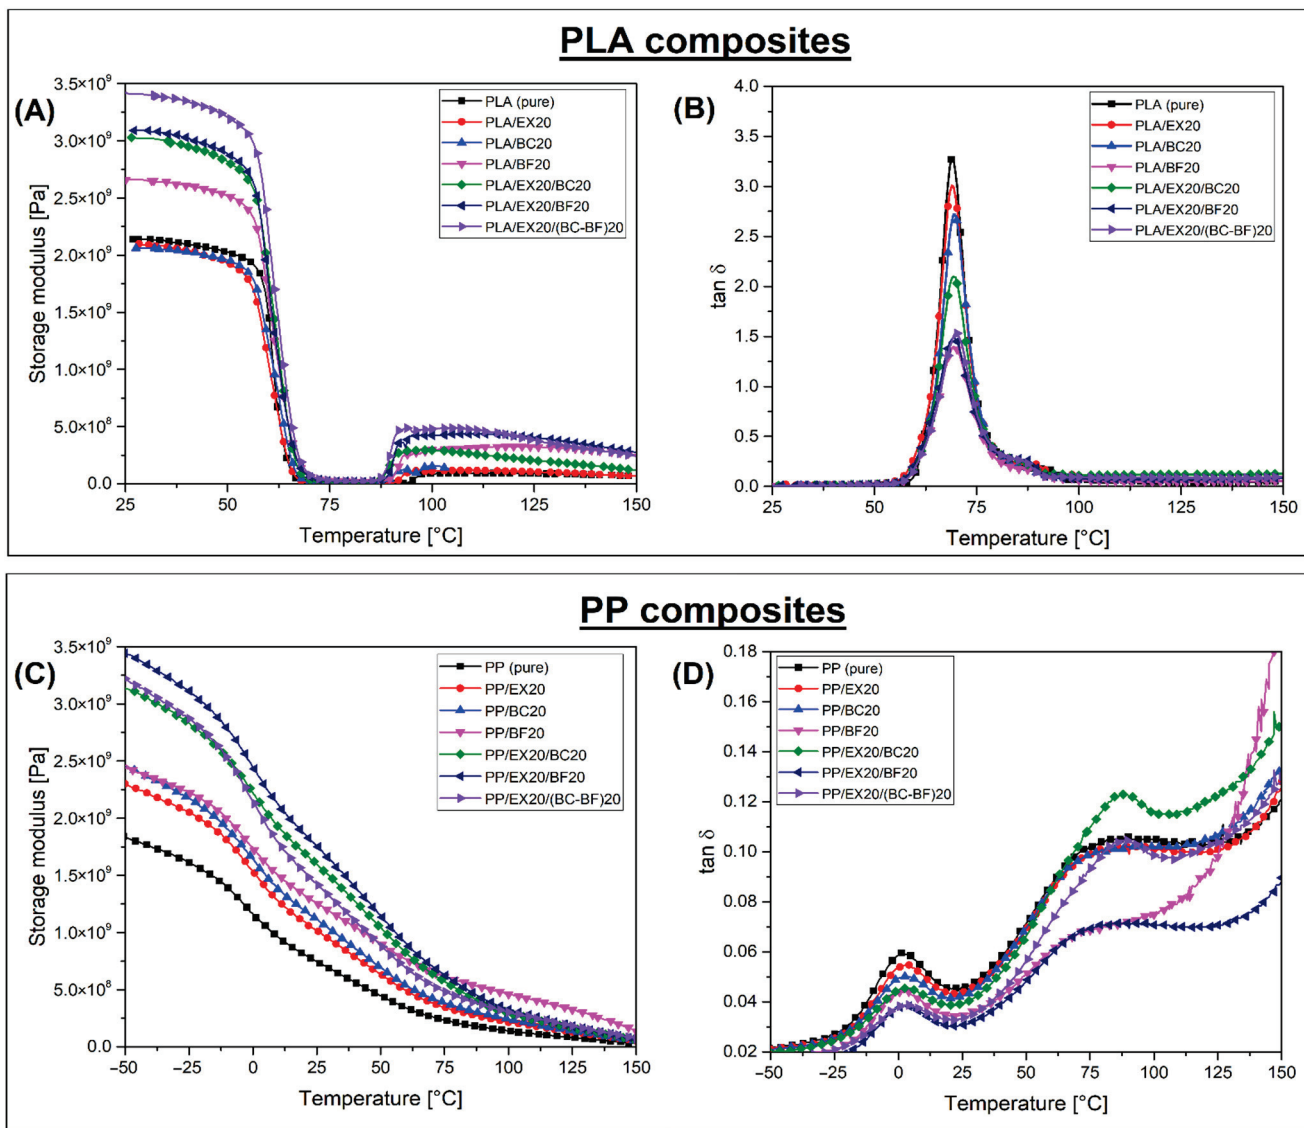 PLA composites
(A)
3.5×10⁹
3.0×10⁹
2.5×10⁹
2.0×10⁹
1.5×10⁹
1.0×10⁹
5.0×10⁸
0.0
Storage modulus [Pa]
PLA (pure)
PLA/EX20
PLA/BC20
PLA/BF20
PLA/EX20/BC20
PLA/EX20/BF20
PLA/EX20/(BC-BF)20
25 50 75 100 125 150
Temperature [°C]
(B)
4.0
3.5
3.0
2.5
2.0
1.5
1.0
0.5
0.0
tan δ
PLA (pure)
PLA/EX20
PLA/BC20
PLA/BF20
PLA/EX20/BC20
PLA/EX20/BF20
PLA/EX20/(BC-BF)20
25 50 75 100 125 150
Temperature [°C]
PP composites
(C)
3.5×10⁹
3.0×10⁹
2.5×10⁹
2.0×10⁹
1.5×10⁹
1.0×10⁹
5.0×10⁸
0.0
Storage modulus [Pa]
PP (pure)
PP/EX20
PP/BC20
PP/BF20
PP/EX20/BC20
PP/EX20/BF20
PP/EX20/(BC-BF)20
−50 −25 0 25 50 75 100 125 150
Temperature [°C]
(D)
0.18
0.16
0.14
0.12
0.10
0.08
0.06
0.04
0.02
tan δ
PP (pure)
PP/EX20
PP/BC20
PP/BF20
PP/EX20/BC20
PP/EX20/BF20
PP/EX20/(BC-BF)20
−50 −25 0 25 50 75 100 125 150
Temperature [°C]